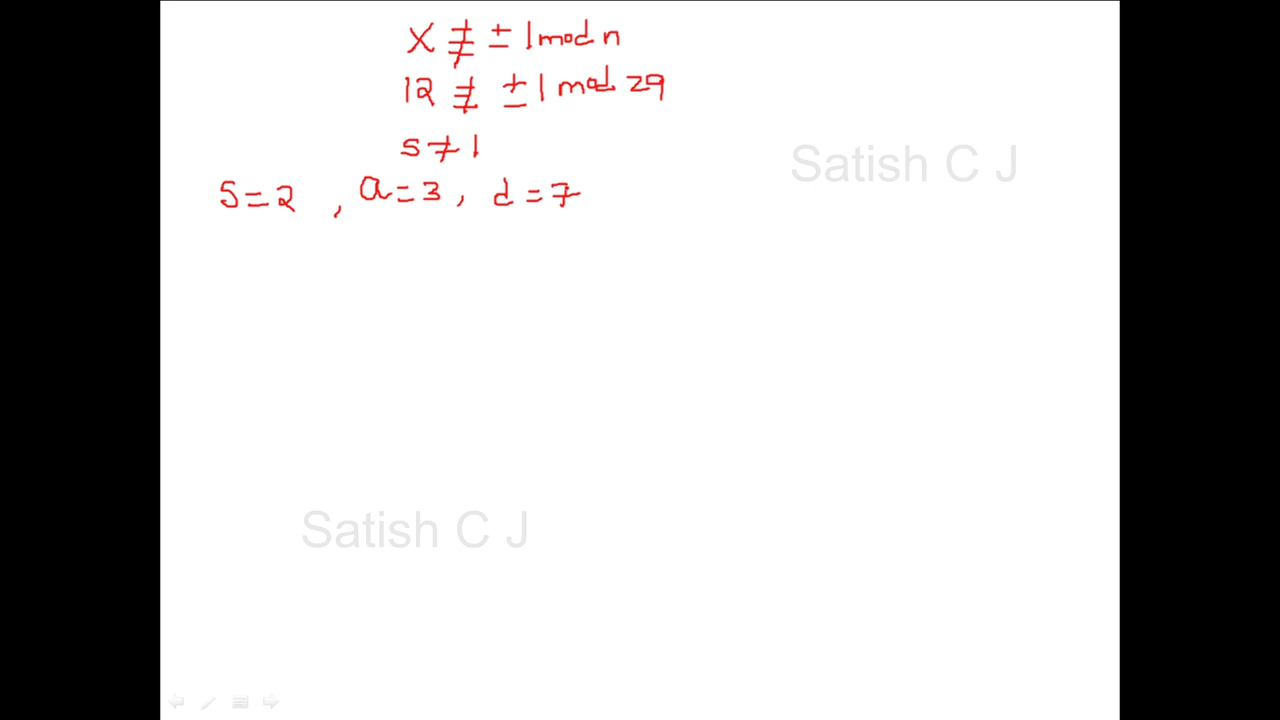 X ≢ ± 1 mod n
12 ≢ ± 1 mod 29
S ≠ 1
Satish C J
S = 2 , a = 3 , d = 7
Satish C J